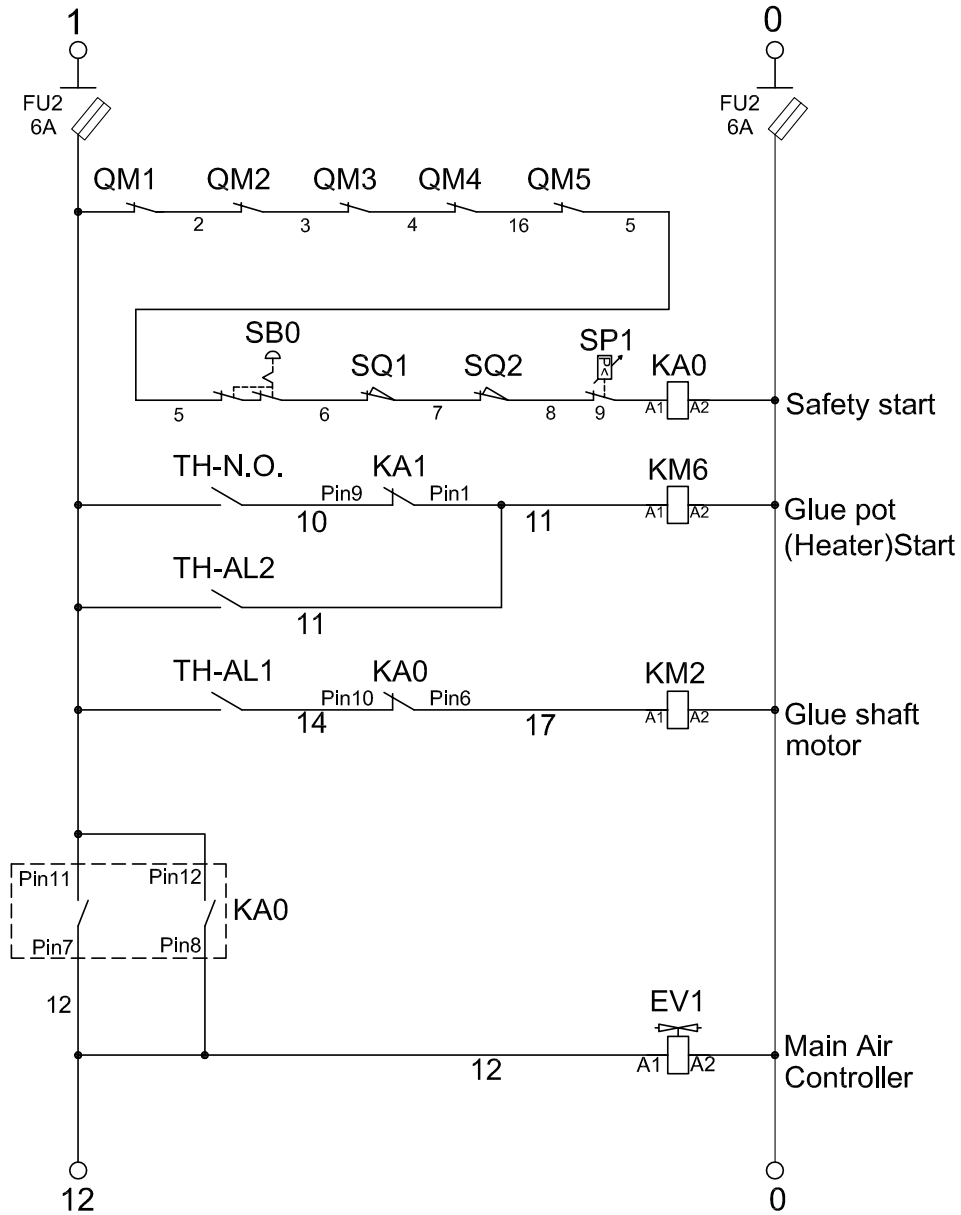 1 0
FU2 FU2
6A 6A
QM1 QM2 QM3 QM4 QM5
2 3 4 16 5
SB0 SQ1 SQ2 SP1 KA0
P<
5 6 7 8 9 A1 A2 Safety start
TH-N.O. KA1 KM6
Pin9 Pin1 A1 A2 Glue pot
10 11 (Heater)Start
TH-AL2
11
TH-AL1 KA0 KM2
Pin10 Pin6 A1 A2 Glue shaft
14 17 motor
Pin11 Pin12
KA0
Pin7 Pin8
12 EV1
12 A1 A2 Main Air
Controller
12 0